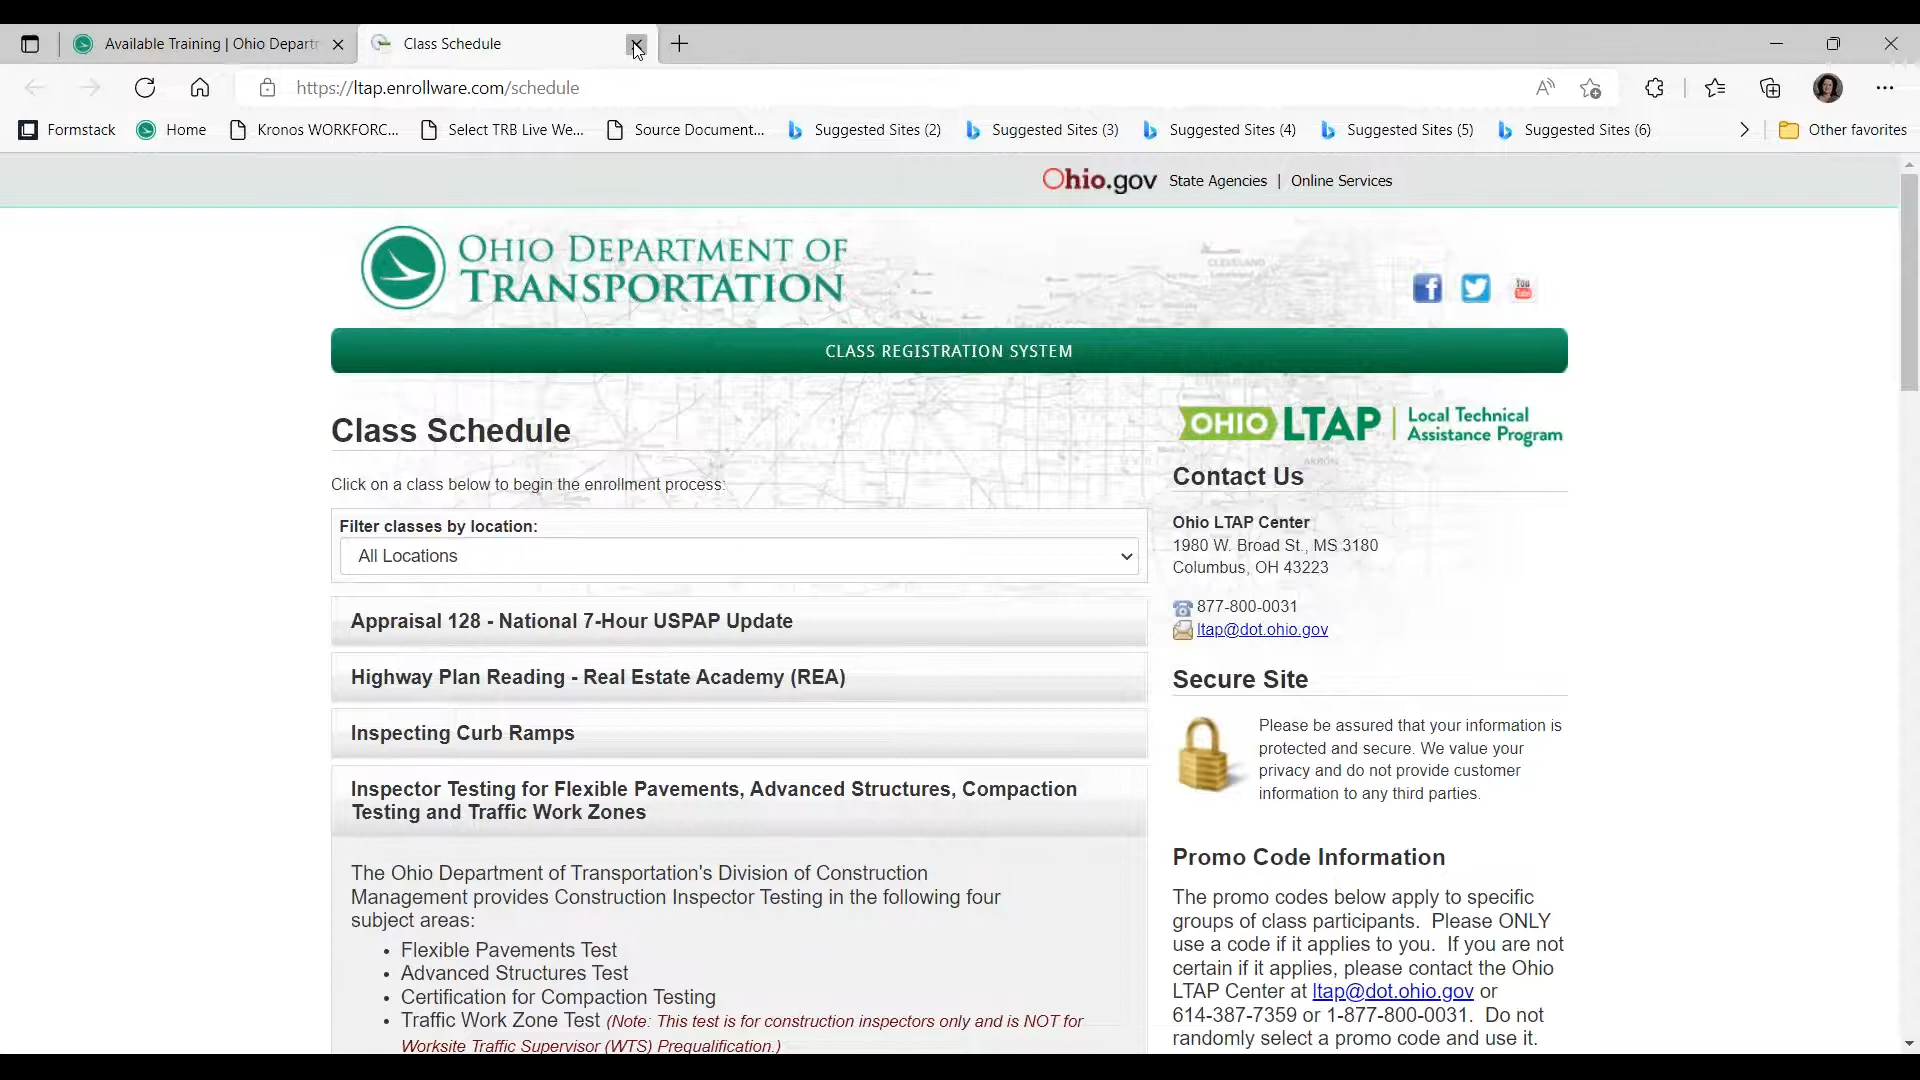 Available Training | Ohio Depart
Class Schedule
https://ltap.enrollware.com/schedule
Formstack
Home
Kronos WORKFORC...
Select TRB Live We...
Source Document...
Suggested Sites (2)
Suggested Sites (3)
Suggested Sites (4)
Suggested Sites (5)
Suggested Sites (6)
Other favorites
Ohio.gov State Agencies | Online Services
OHIO DEPARTMENT OF
TRANSPORTATION
CLEVELAND
You
CLASS REGISTRATION SYSTEM
Class Schedule
OHIO LTAP | Local Technical
Assistance Program
AKRON
Click on a class below to begin the enrollment process:
Filter classes by location:
All Locations
Appraisal 128 - National 7-Hour USPAP Update
Highway Plan Reading - Real Estate Academy (REA)
Inspecting Curb Ramps
Inspector Testing for Flexible Pavements, Advanced Structures, Compaction
Testing and Traffic Work Zones
The Ohio Department of Transportation's Division of Construction
Management provides Construction Inspector Testing in the following four
subject areas:
• Flexible Pavements Test
• Advanced Structures Test
• Certification for Compaction Testing
• Traffic Work Zone Test (Note: This test is for construction inspectors only and is NOT for
Worksite Traffic Supervisor (WTS) Prequalification.)
Contact Us
Ohio LTAP Center
1980 W. Broad St., MS 3180
Columbus, OH 43223
877-800-0031
ltap@dot.ohio.gov
Secure Site
Please be assured that your information is
protected and secure. We value your
privacy and do not provide customer
information to any third parties.
Promo Code Information
The promo codes below apply to specific
groups of class participants. Please ONLY
use a code if it applies to you. If you are not
certain if it applies, please contact the Ohio
LTAP Center at ltap@dot.ohio.gov or
614-387-7359 or 1-877-800-0031. Do not
randomly select a promo code and use it.